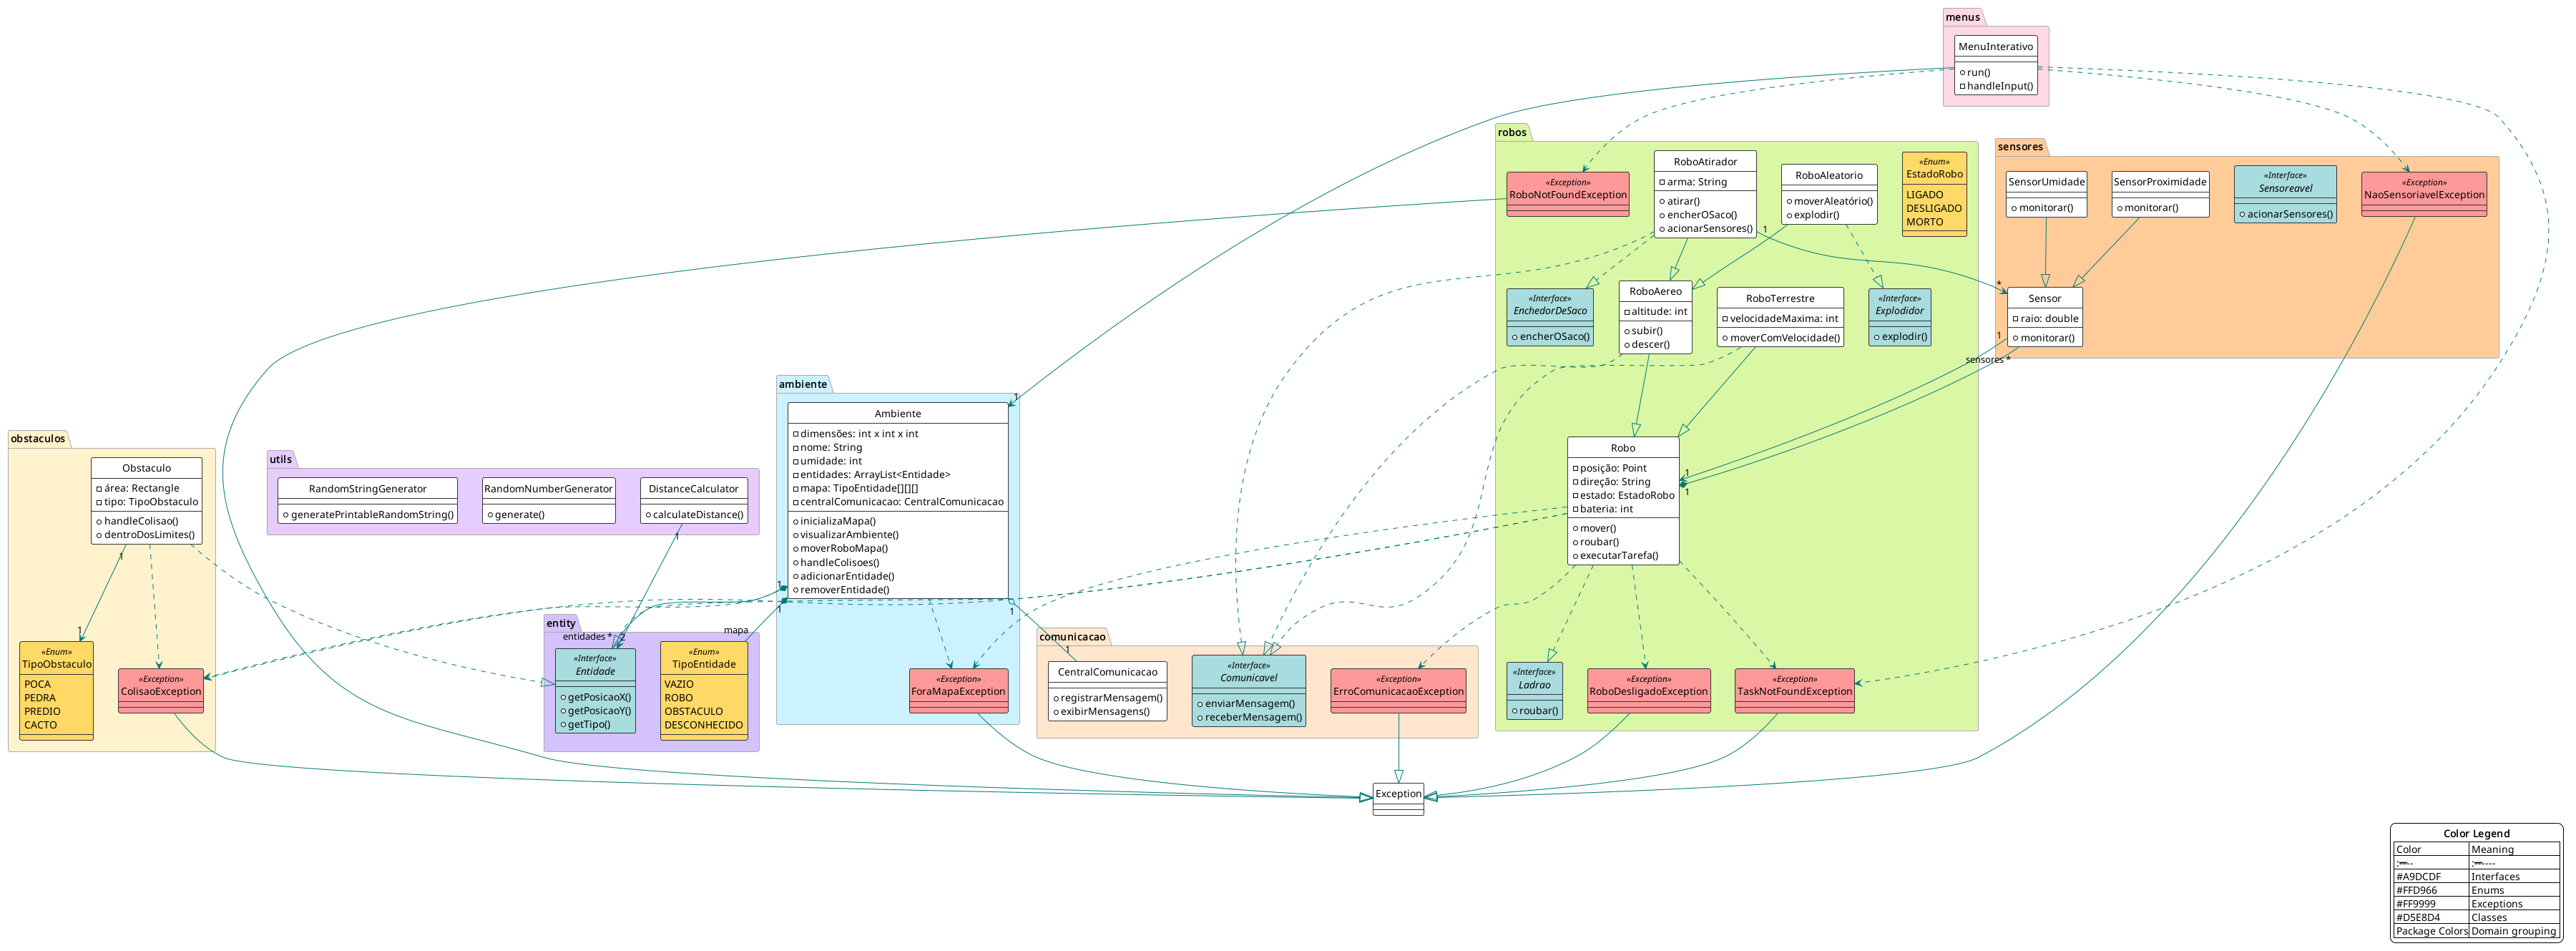 menus
MenuInterativo
run()
handleInput()
robos
RoboAtirador
arma: String
atirar()
encherOSaco()
acionarSensores()
RoboAleatorio
moverAleatório()
explodir()
«Enum»
EstadoRobo
LIGADO
DESLIGADO
MORTO
«Exception»
RoboNotFoundException
sensores
SensorUmidade
monitorar()
SensorProximidade
monitorar()
«Interface»
Sensoreavel
acionarSensores()
«Exception»
NaoSensoriavelException
1
*
«Interface»
EnchedorDeSaco
encherOSaco()
RoboAereo
altitude: int
subir()
descer()
RoboTerrestre
velocidadeMaxima: int
moverComVelocidade()
«Interface»
Explodidor
explodir()
Sensor
raio: double
monitorar()
1
sensores *
ambiente
1
Ambiente
dimensões: int x int x int
nome: String
umidade: int
entidades: ArrayList<Entidade>
mapa: TipoEntidade[][][]
centralComunicacao: CentralComunicacao
inicializaMapa()
visualizarAmbiente()
moverRoboMapa()
handleColisoes()
adicionarEntidade()
removerEntidade()
1
1
1
Robo
posição: Point
direção: String
estado: EstadoRobo
bateria: int
mover()
roubar()
executarTarefa()
1
1
obstaculos
Obstaculo
área: Rectangle
tipo: TipoObstaculo
handleColisao()
dentroDosLimites()
1
1
utils
RandomStringGenerator
generatePrintableRandomString()
RandomNumberGenerator
generate()
DistanceCalculator
calculateDistance()
1
«Enum»
TipoObstaculo
POCA
PEDRA
PREDIO
CACTO
«Exception»
ColisaoException
entity
entidades *
2
mapa
«Interface»
Entidade
getPosicaoX()
getPosicaoY()
getTipo()
«Enum»
TipoEntidade
VAZIO
ROBO
OBSTACULO
DESCONHECIDO
«Exception»
ForaMapaException
comunicacao
1
CentralComunicacao
registrarMensagem()
exibirMensagens()
«Interface»
Comunicavel
enviarMensagem()
receberMensagem()
«Exception»
ErroComunicacaoException
«Interface»
Ladrao
roubar()
«Exception»
RoboDesligadoException
«Exception»
TaskNotFoundException
Exception
Color Legend
Color Meaning
#A9DCDF Interfaces
#FFD966 Enums
#FF9999 Exceptions
#D5E8D4 Classes
Package Colors Domain grouping